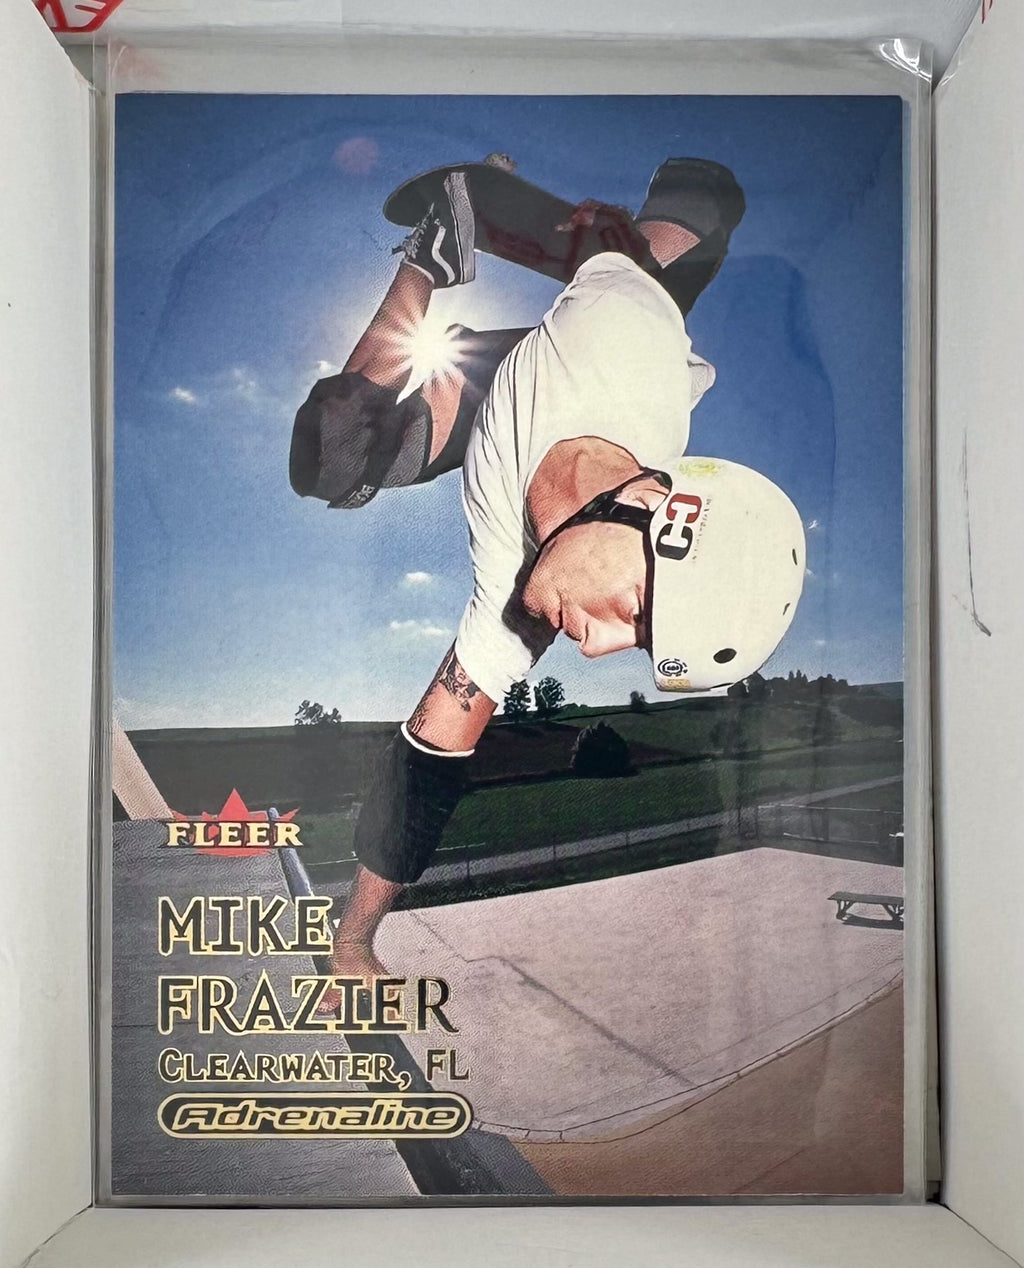 FLEER
MIKE
FRAZIER
CLEARWATER, FL
Adrenaline